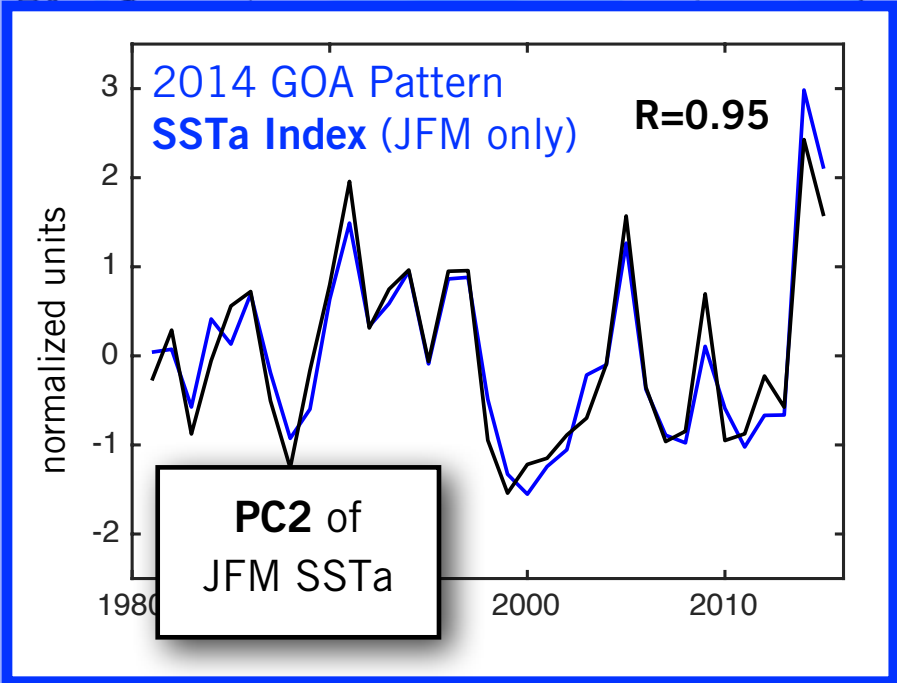 2014 GOA Pattern
SSTa Index (JFM only)
R=0.95
normalized units
3
2
1
0
-1
-2
PC2 of
JFM SSTa
1980
2000
2010